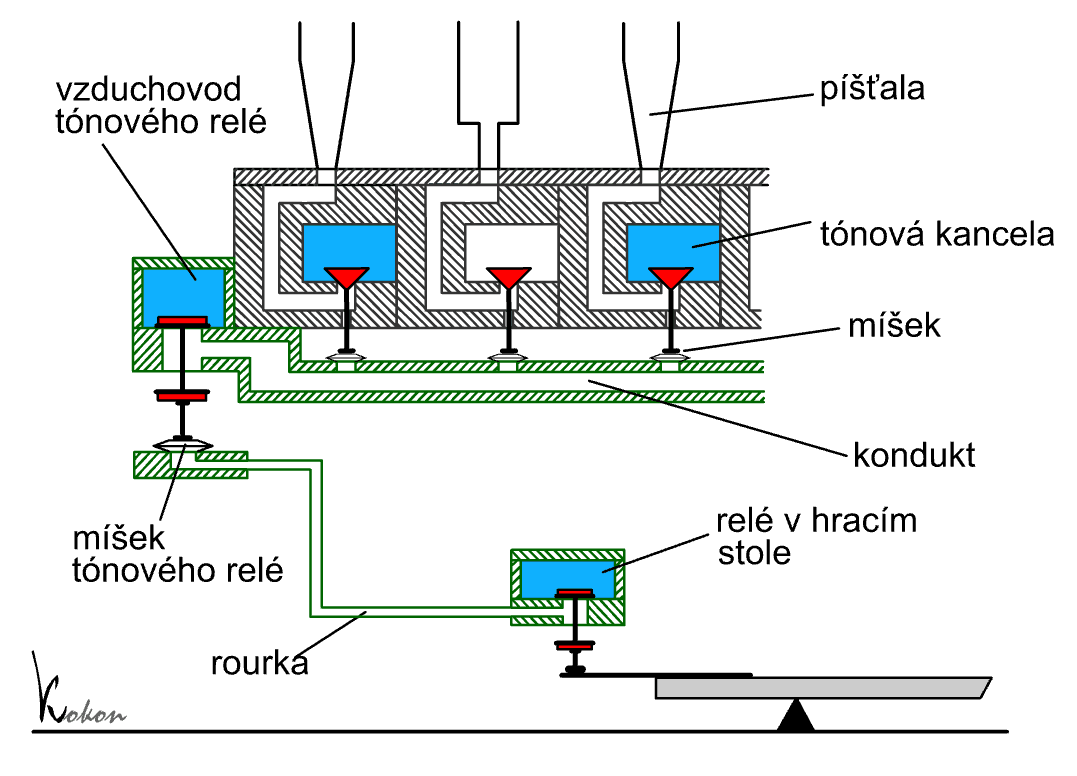 vzduchovod
tónového relé
píšťala
tónová kancela
míšek
kondukt
míšek
tónového relé
relé v hracím
stole
rourka
Kokon